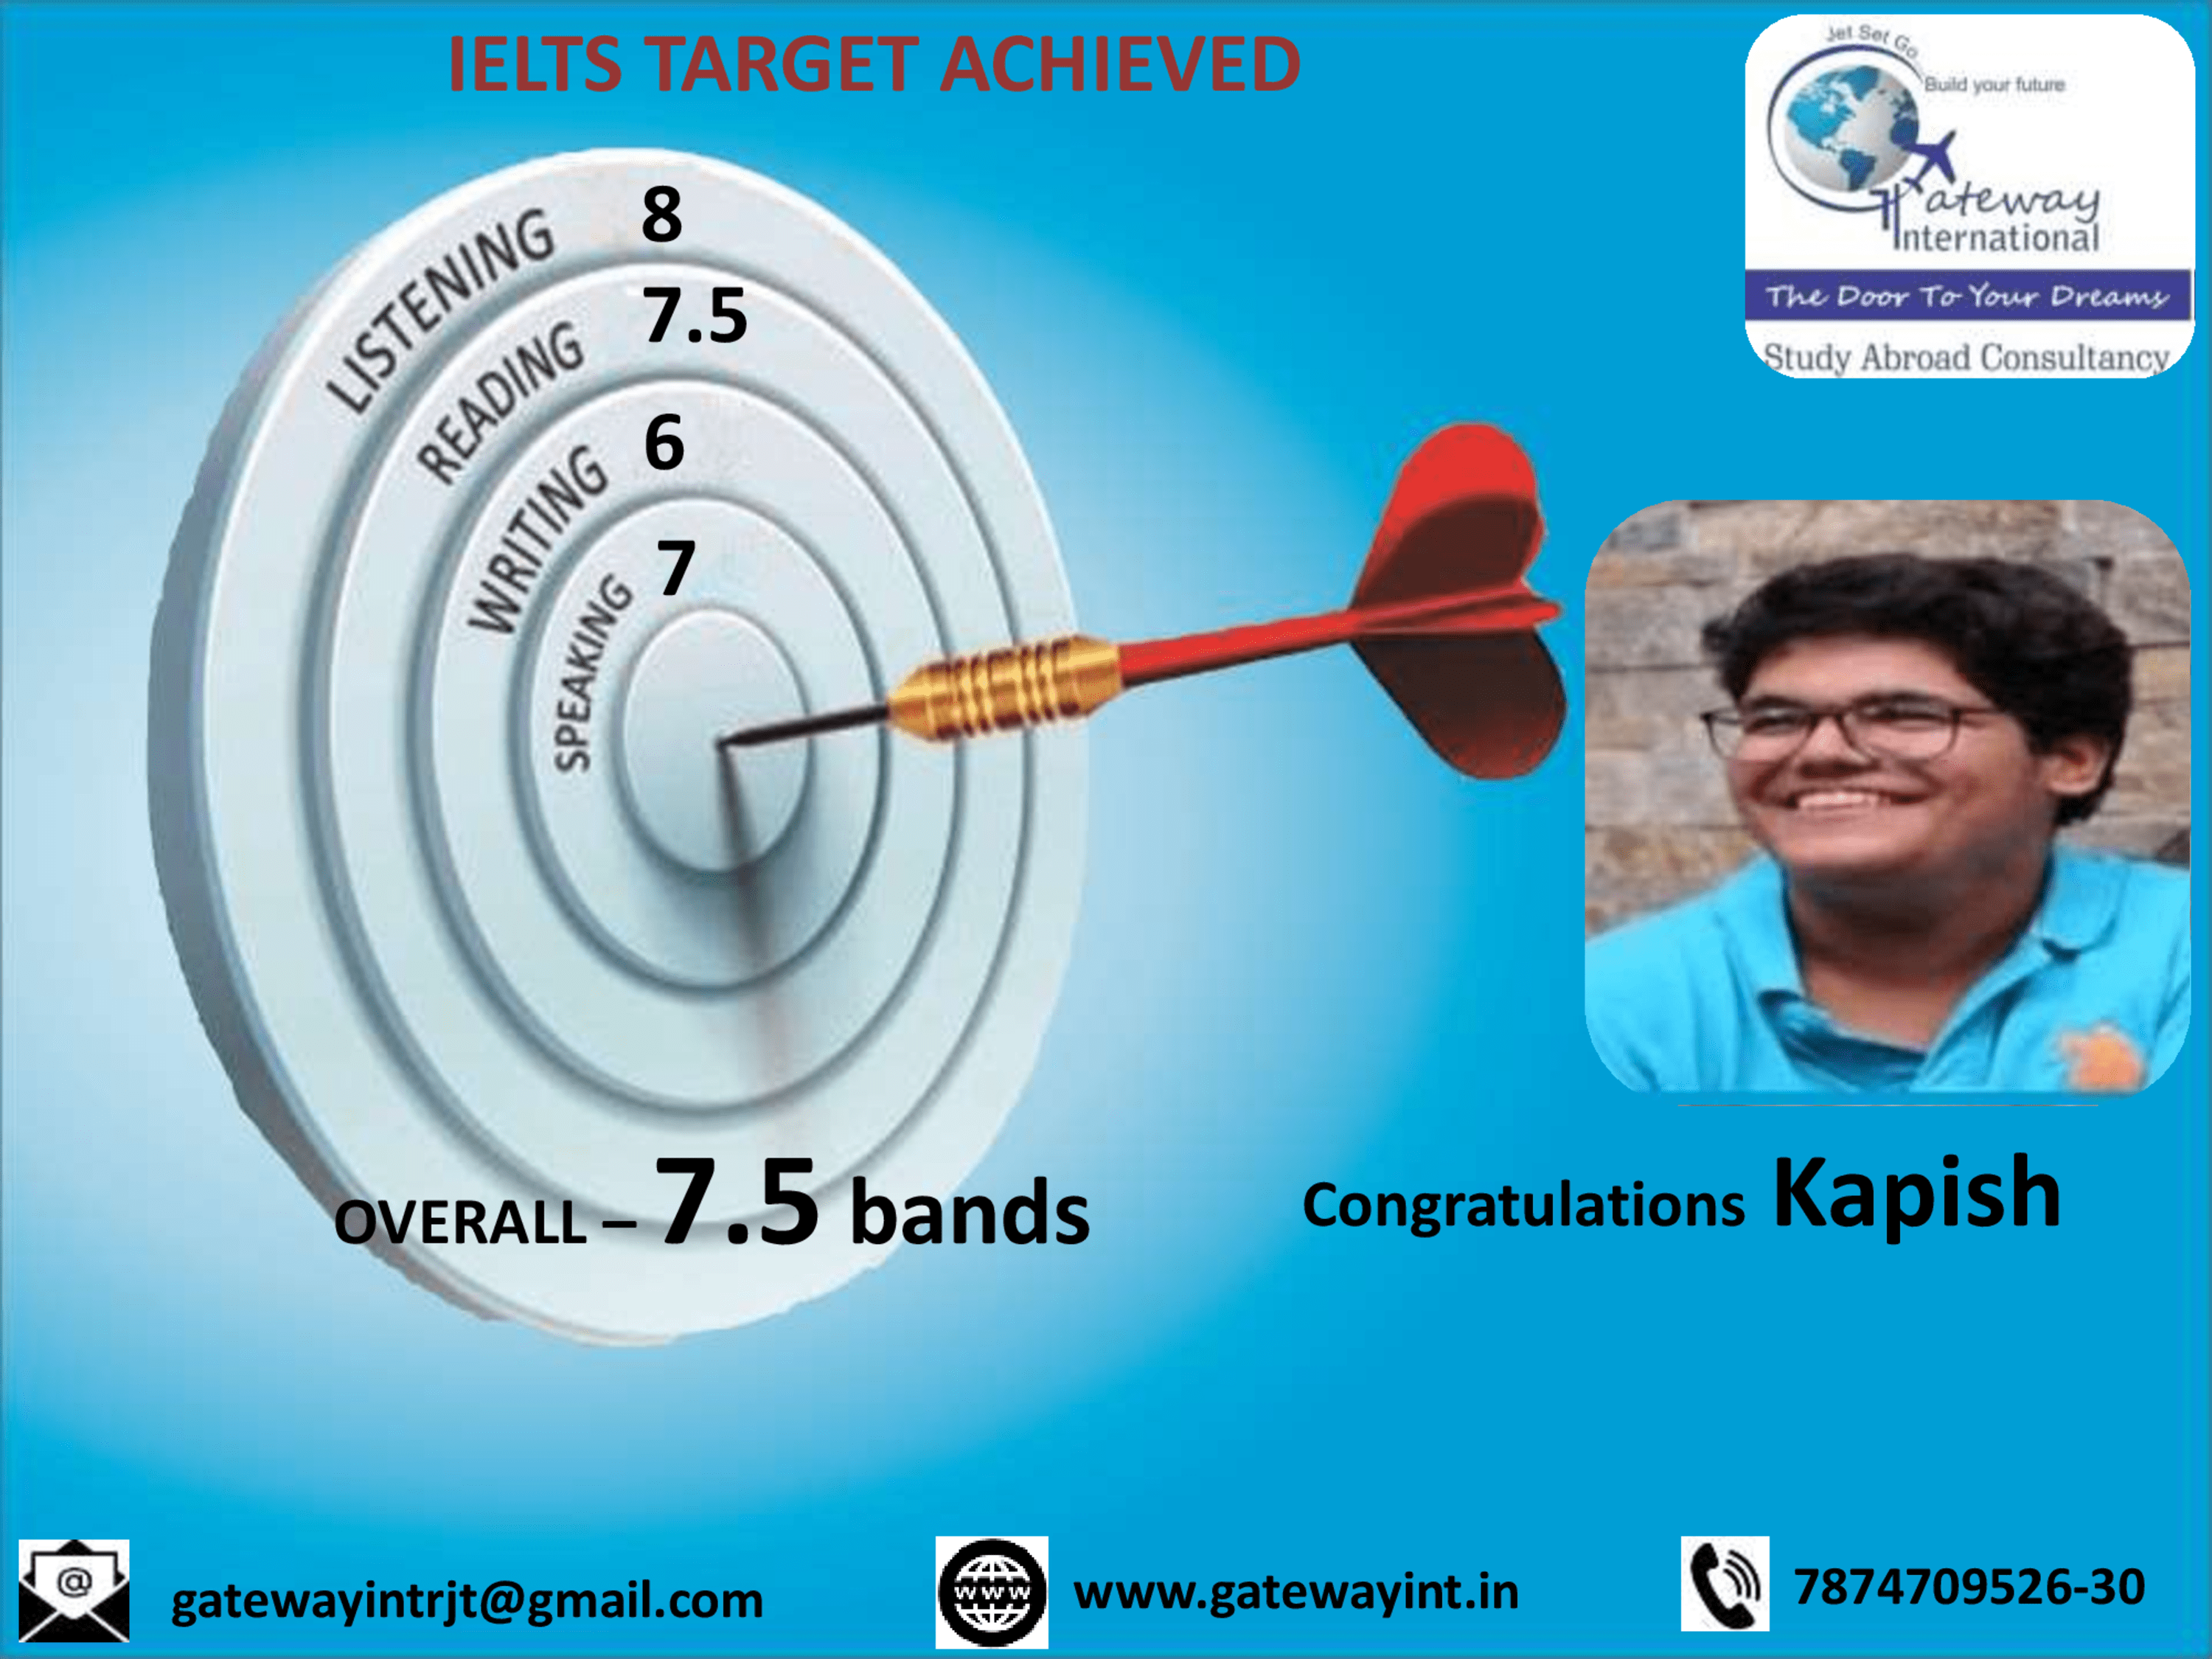 IELTS TARGET ACHIEVED
Jet Set Go
Build your future
Gateway
International
The Door To Your Dreams
Study Abroad Consultancy
LISTENING 8
READING 7.5
WRITING 6
SPEAKING 7
OVERALL – 7.5 bands
Congratulations Kapish
@ gatewayintrjt@gmail.com
www www.gatewayint.in
7874709526-30